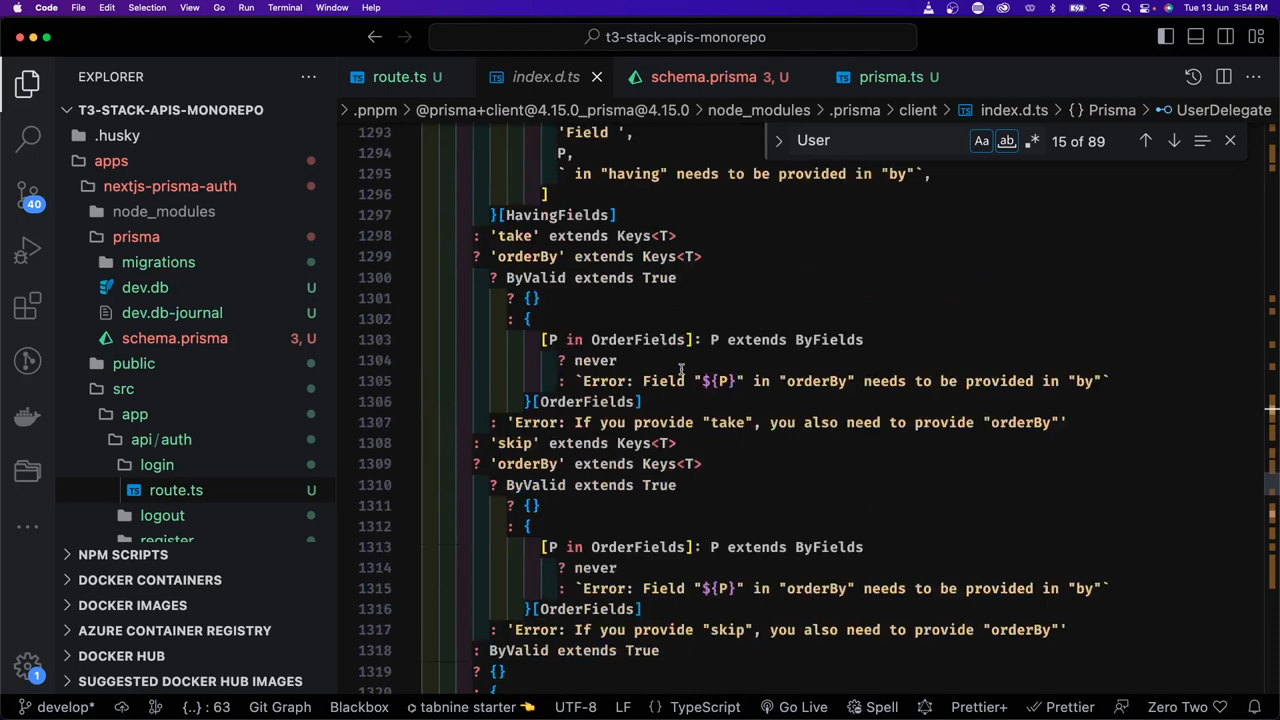 Code File Edit Selection View Go Run Terminal Window Help Tue 13 Jun 3:54 PM
t3-stack-apis-monorepo
EXPLORER
route.ts U index.d.ts schema.prisma 3, U prisma.ts U
T3-STACK-APIS-MONOREPO
> .pnpm > @prisma+client@4.15.0_prisma@4.15.0 > node_modules > .prisma > client > TS index.d.ts > {} Prisma > UserDelegate
User Aa ab 15 of 89
.husky
apps
nextjs-prisma-auth
node_modules
prisma
migrations
dev.db U
dev.db-journal U
schema.prisma 3, U
public
src
app
api/auth
login
TS route.ts U
logout
register
NPM SCRIPTS
DOCKER CONTAINERS
DOCKER IMAGES
AZURE CONTAINER REGISTRY
DOCKER HUB
SUGGESTED DOCKER HUB IMAGES
40
1
1293 'Field ',
1294 P,
1295 ` in "having" needs to be provided in "by"`,
1296 ]
1297 }[HavingFields]
1298 : 'take' extends Keys<T>
1299 ? 'orderBy' extends Keys<T>
1300 ? ByValid extends True
1301 ? {}
1302 : {
1303 [P in OrderFields]: P extends ByFields
1304 ? never
1305 : `Error: Field "${P}" in "orderBy" needs to be provided in "by"`
1306 }[OrderFields]
1307 : 'Error: If you provide "take", you also need to provide "orderBy"'
1308 : 'skip' extends Keys<T>
1309 ? 'orderBy' extends Keys<T>
1310 ? ByValid extends True
1311 ? {}
1312 : {
1313 [P in OrderFields]: P extends ByFields
1314 ? never
1315 : `Error: Field "${P}" in "orderBy" needs to be provided in "by"`
1316 }[OrderFields]
1317 : 'Error: If you provide "skip", you also need to provide "orderBy"'
1318 : ByValid extends True
1319 ? {}
1320 : {
develop* {..} : 63 Git Graph Blackbox tabnine starter 👈 UTF-8 LF {} TypeScript Go Live Spell Prettier+ Prettier Zero Two